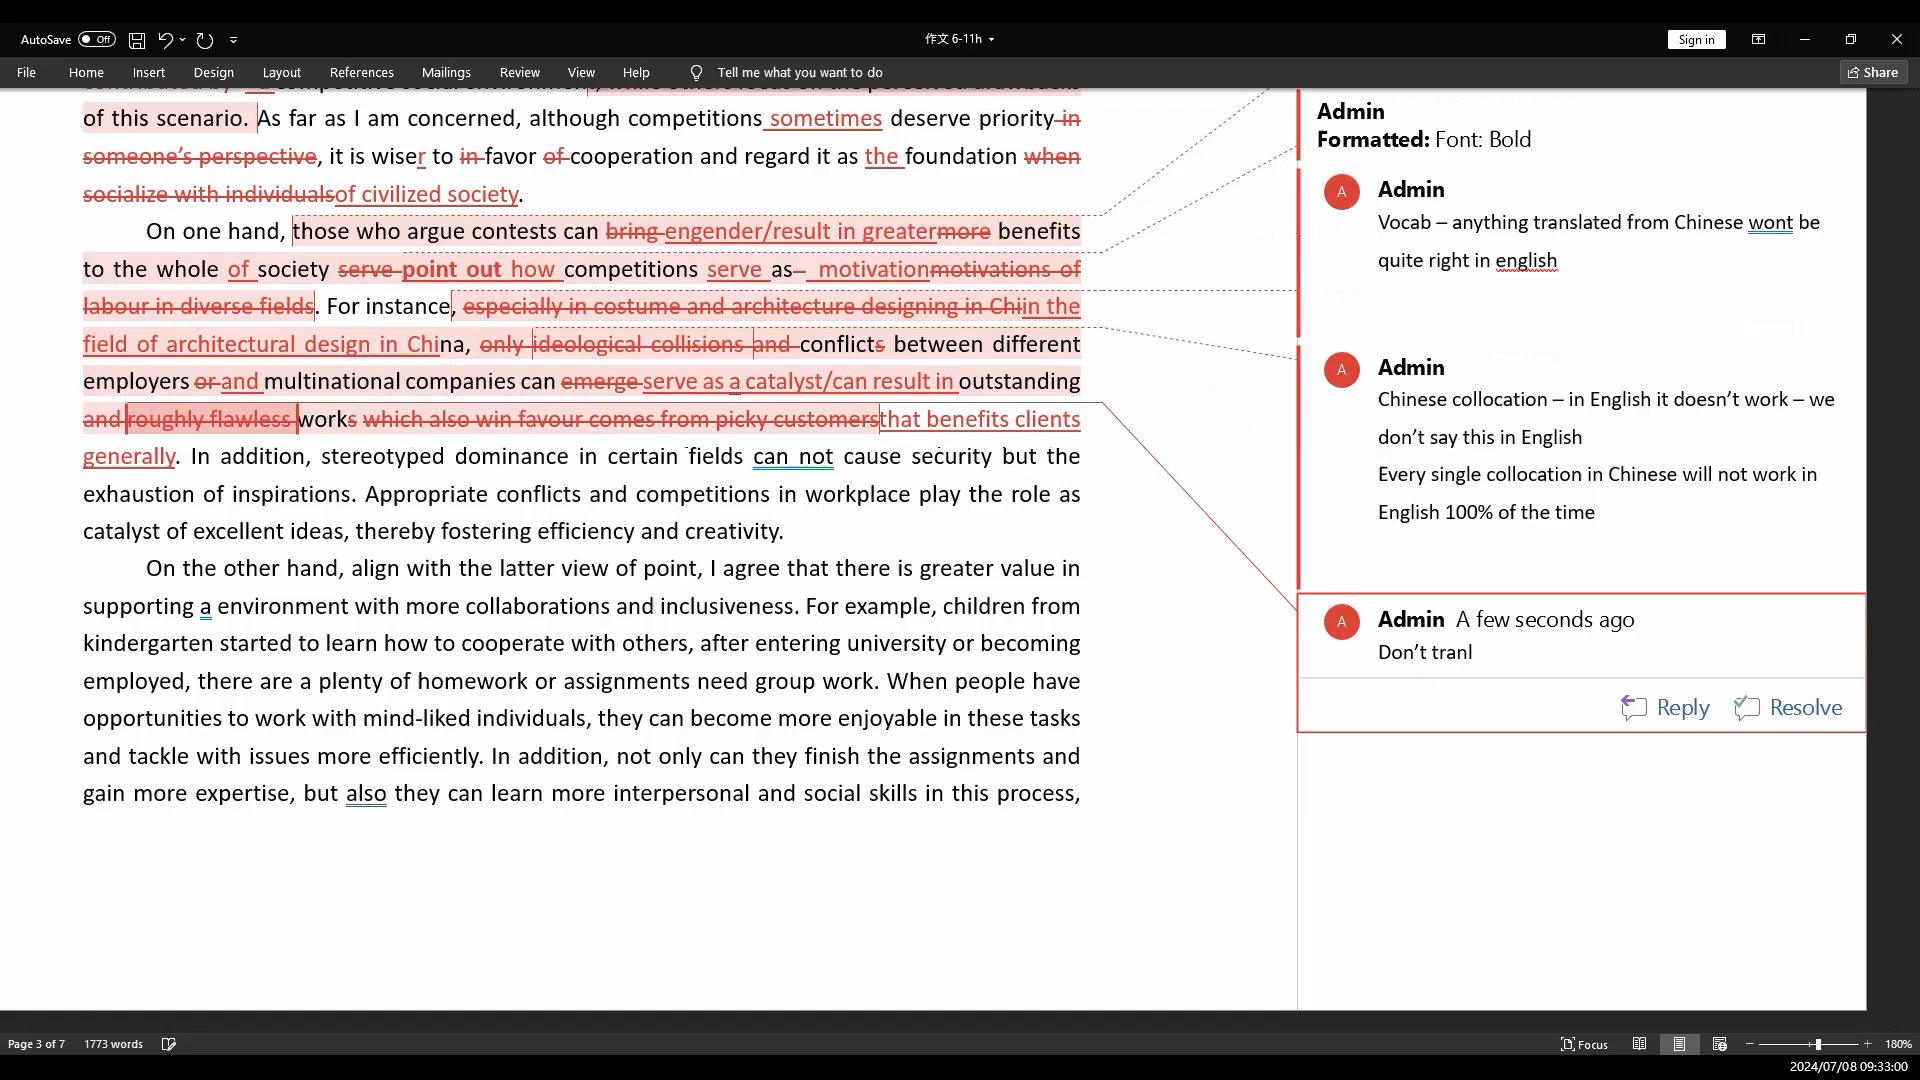 AutoSave Off
作文 6-11h
Sign in
File Home Insert Design Layout References Mailings Review View Help Tell me what you want to do
Share
of this scenario. As far as I am concerned, although competitions sometimes deserve priority in
someone’s perspective, it is wiser to in favor of cooperation and regard it as the foundation when
socialize with individualsof civilized society.
On one hand, those who argue contests can bring engender/result in greatermore benefits
to the whole of society serve point out how competitions serve as motivationmotivations of
labour in diverse fields. For instance, especially in costume and architecture designing in Chiin the
field of architectural design in China, only ideological collisions and conflicts between different
employers or and multinational companies can emerge serve as a catalyst/can result in outstanding
and roughly flawless works which also win favour comes from picky customersthat benefits clients
generally. In addition, stereotyped dominance in certain fields can not cause security but the
exhaustion of inspirations. Appropriate conflicts and competitions in workplace play the role as
catalyst of excellent ideas, thereby fostering efficiency and creativity.
On the other hand, align with the latter view of point, I agree that there is greater value in
supporting a environment with more collaborations and inclusiveness. For example, children from
kindergarten started to learn how to cooperate with others, after entering university or becoming
employed, there are a plenty of homework or assignments need group work. When people have
opportunities to work with mind-liked individuals, they can become more enjoyable in these tasks
and tackle with issues more efficiently. In addition, not only can they finish the assignments and
gain more expertise, but also they can learn more interpersonal and social skills in this process,
Admin
Formatted: Font: Bold
A Admin
Vocab – anything translated from Chinese wont be
quite right in english
A Admin
Chinese collocation – in English it doesn’t work – we
don’t say this in English
Every single collocation in Chinese will not work in
English 100% of the time
A Admin A few seconds ago
Don’t tranl
Reply Resolve
Page 3 of 7 1773 words
Focus
180%
2024/07/08 09:33:00